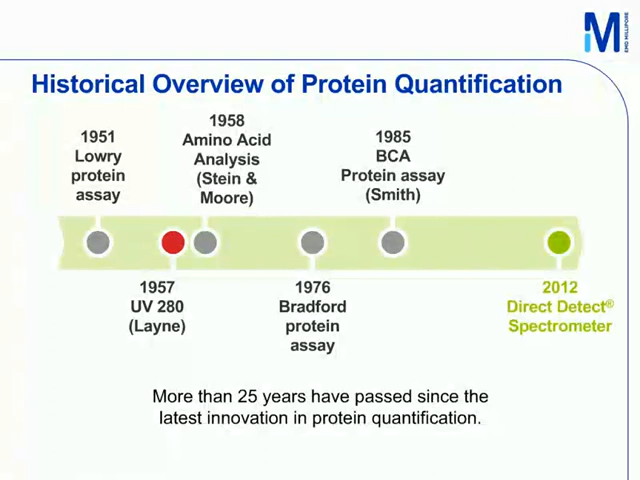 M
EMD MILLIPORE
Historical Overview of Protein Quantification
1951
Lowry
protein
assay
1958
Amino Acid
Analysis
(Stein &
Moore)
1985
BCA
Protein assay
(Smith)
1957
UV 280
(Layne)
1976
Bradford
protein
assay
2012
Direct Detect®
Spectrometer
More than 25 years have passed since the
latest innovation in protein quantification.